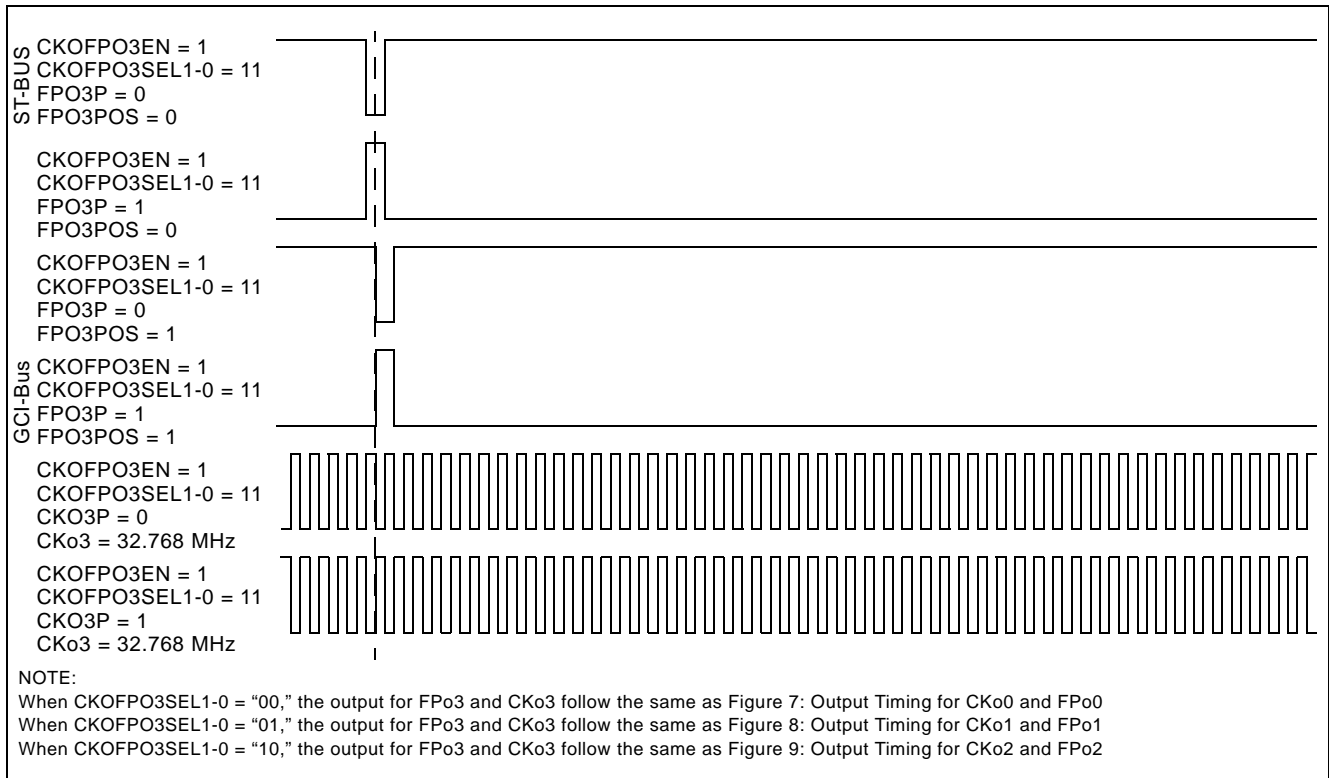 ST-BUS
CKOFPO3EN = 1
CKOFPO3SEL1-0 = 11
FPO3P = 0
FPO3POS = 0
CKOFPO3EN = 1
CKOFPO3SEL1-0 = 11
FPO3P = 1
FPO3POS = 0
CKOFPO3EN = 1
CKOFPO3SEL1-0 = 11
FPO3P = 0
FPO3POS = 1
GCI-Bus
CKOFPO3EN = 1
CKOFPO3SEL1-0 = 11
FPO3P = 1
FPO3POS = 1
CKOFPO3EN = 1
CKOFPO3SEL1-0 = 11
CKO3P = 0
CKo3 = 32.768 MHz
CKOFPO3EN = 1
CKOFPO3SEL1-0 = 11
CKO3P = 1
CKo3 = 32.768 MHz
NOTE:
When CKOFPO3SEL1-0 = “00,” the output for FPo3 and CKo3 follow the same as Figure 7: Output Timing for CKo0 and FPo0
When CKOFPO3SEL1-0 = “01,” the output for FPo3 and CKo3 follow the same as Figure 8: Output Timing for CKo1 and FPo1
When CKOFPO3SEL1-0 = “10,” the output for FPo3 and CKo3 follow the same as Figure 9: Output Timing for CKo2 and FPo2